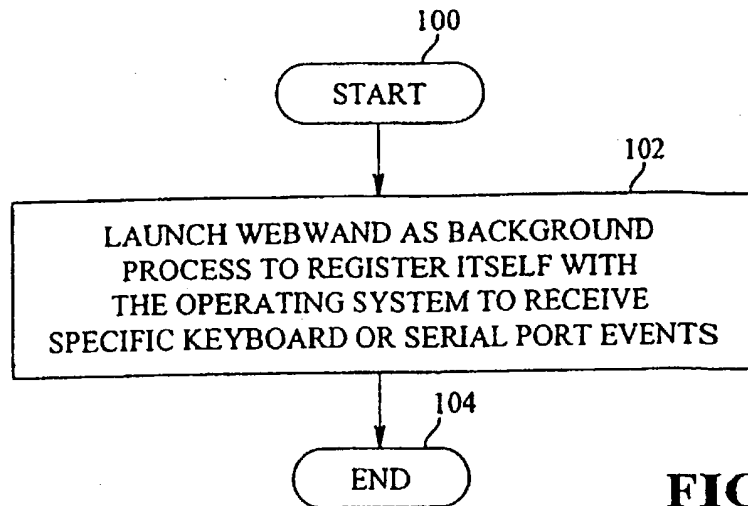 100
START
102
LAUNCH WEBWAND AS BACKGROUND
PROCESS TO REGISTER ITSELF WITH
THE OPERATING SYSTEM TO RECEIVE
SPECIFIC KEYBOARD OR SERIAL PORT EVENTS
104
END